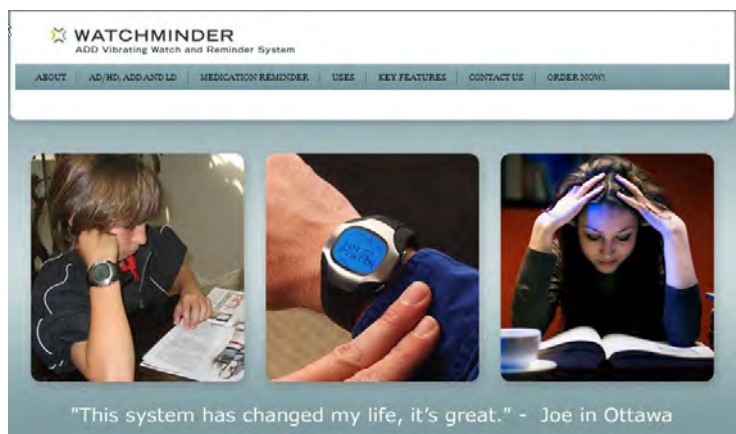 WATCHMINDER
ADD Vibrating Watch and Reminder System
ABOUT | AD/HD, ADD AND LD | MEDICATION REMINDER | USES | KEY FEATURES | CONTACT US | ORDER NOW!
"This system has changed my life, it's great." - Joe in Ottawa